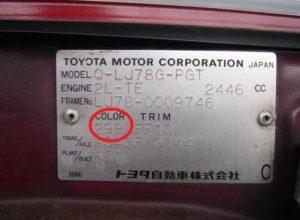 TOYOTA MOTOR CORPORATION JAPAN
MODEL Q-LJ78G-PGT
ENGINE 2L-TE 2446 CC
FRAME No. LJ78-0009746
COLOR TRIM
TRANS./AXLE
PLANT/BUILT
トヨタ自動車株式会社 C